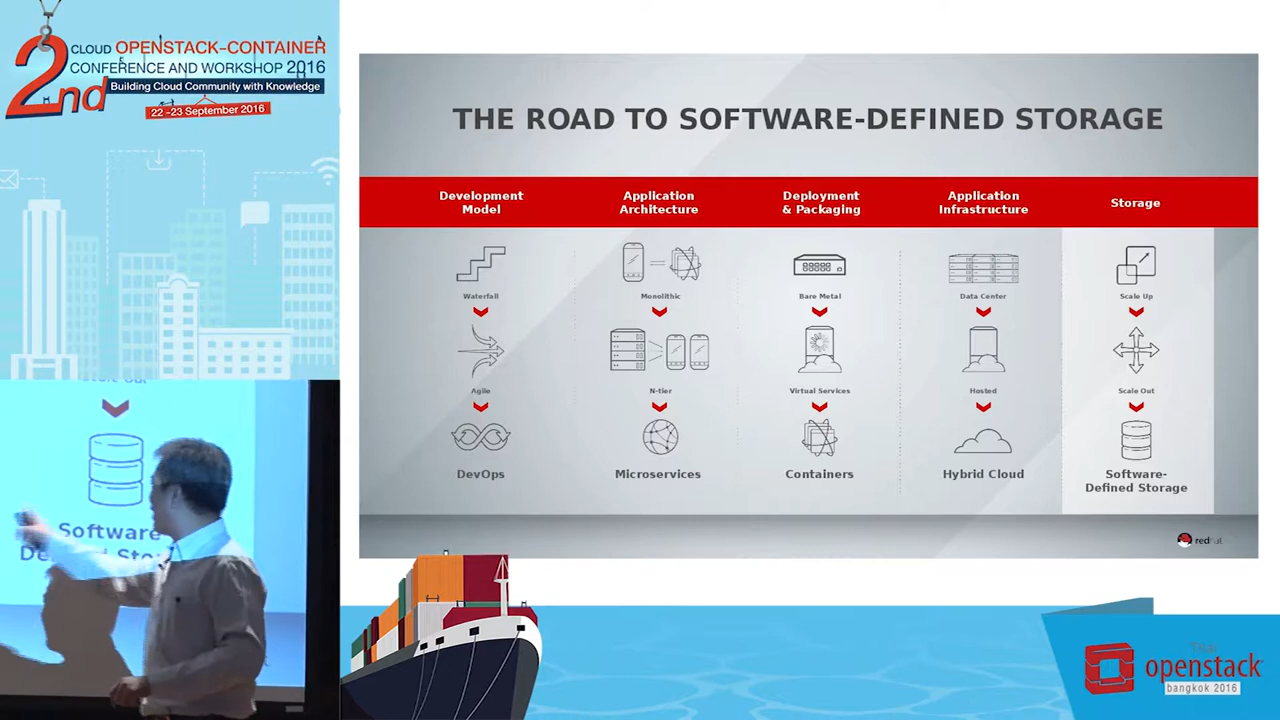 2nd
CLOUD OPENSTACK-CONTAINER
CONFERENCE AND WORKSHOP 2016
Building Cloud Community with Knowledge
22 -23 September 2016
THE ROAD TO SOFTWARE-DEFINED STORAGE
Development
Model
Application
Architecture
Deployment
& Packaging
Application
Infrastructure
Storage
Waterfall
Monolithic
Bare Metal
Data Center
Scale Up
Agile
N-tier
Virtual Services
Hosted
Scale Out
DevOps
Microservices
Containers
Hybrid Cloud
Software-
Defined Storage
redhat
Software
Thai
openstack
bangkok 2016